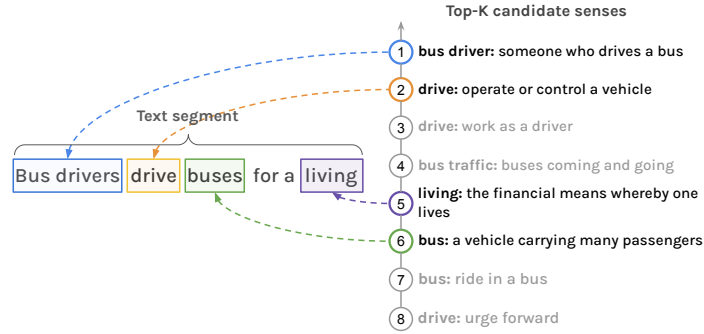 Top-K candidate senses
1 bus driver: someone who drives a bus
2 drive: operate or control a vehicle
Text segment
3 drive: work as a driver
4 bus traffic: buses coming and going
Bus drivers drive buses for a living
5 living: the financial means whereby one
lives
6 bus: a vehicle carrying many passengers
7 bus: ride in a bus
8 drive: urge forward